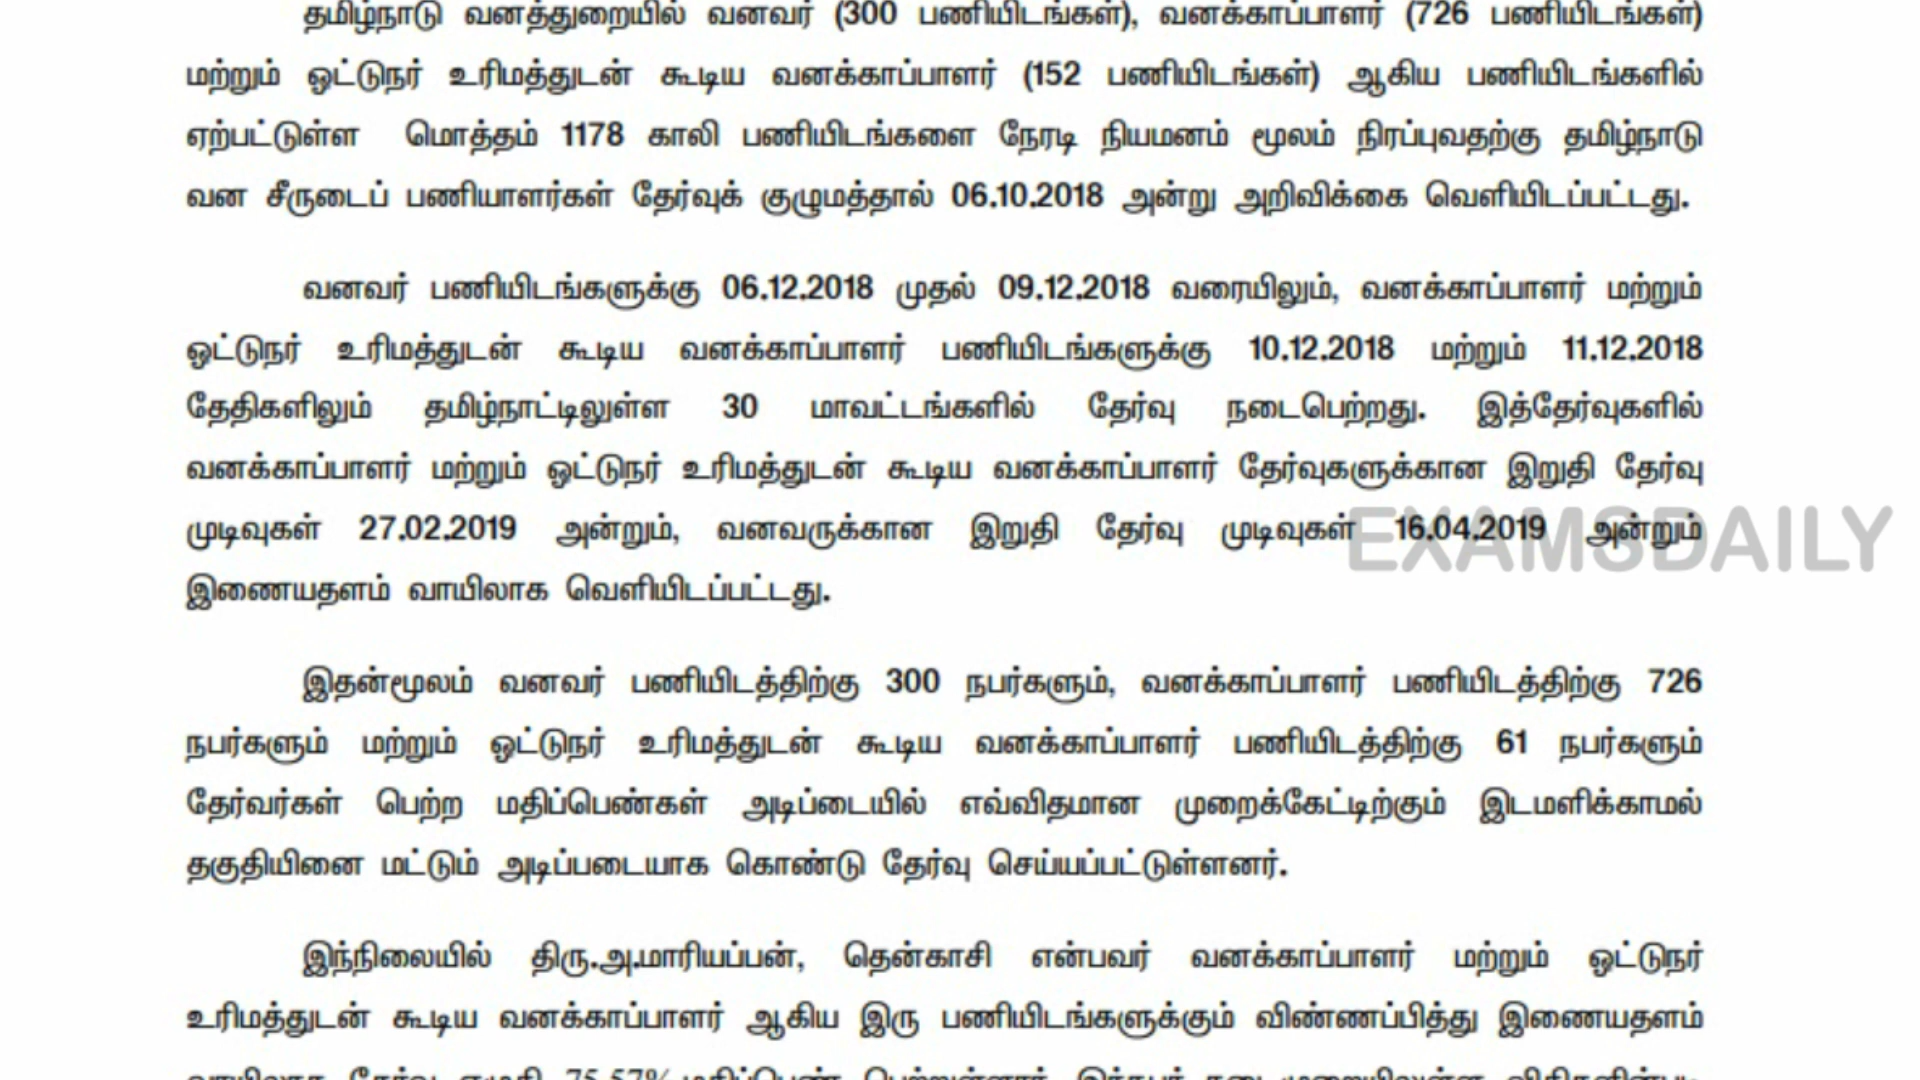 தமிழ்நாடு வனத்துறையில் வனவர் (300 பணியிடங்கள்), வனக்காப்பாளர் (726 பணியிடங்கள்)
மற்றும் ஓட்டுநர் உரிமத்துடன் கூடிய வனக்காப்பாளர் (152 பணியிடங்கள்) ஆகிய பணியிடங்களில்
ஏற்பட்டுள்ள மொத்தம் 1178 காலி பணியிடங்களை நேரடி நியமனம் மூலம் நிரப்புவதற்கு தமிழ்நாடு
வன சீருடைப் பணியாளர்கள் தேர்வுக் குழுமத்தால் 06.10.2018 அன்று அறிவிக்கை வெளியிடப்பட்டது.
வனவர் பணியிடங்களுக்கு 06.12.2018 முதல் 09.12.2018 வரையிலும், வனக்காப்பாளர் மற்றும்
ஓட்டுநர் உரிமத்துடன் கூடிய வனக்காப்பாளர் பணியிடங்களுக்கு 10.12.2018 மற்றும் 11.12.2018
தேதிகளிலும் தமிழ்நாட்டிலுள்ள 30 மாவட்டங்களில் தேர்வு நடைபெற்றது. இத்தேர்வுகளில்
வனக்காப்பாளர் மற்றும் ஓட்டுநர் உரிமத்துடன் கூடிய வனக்காப்பாளர் தேர்வுகளுக்கான இறுதி தேர்வு
முடிவுகள் 27.02.2019 அன்றும், வனவருக்கான இறுதி தேர்வு முடிவுகள் 16.04.2019 அன்றும்
EXAMSDAILY
இணையதளம் வாயிலாக வெளியிடப்பட்டது.
இதன்மூலம் வனவர் பணியிடத்திற்கு 300 நபர்களும், வனக்காப்பாளர் பணியிடத்திற்கு 726
நபர்களும் மற்றும் ஓட்டுநர் உரிமத்துடன் கூடிய வனக்காப்பாளர் பணியிடத்திற்கு 61 நபர்களும்
தேர்வர்கள் பெற்ற மதிப்பெண்கள் அடிப்டையில் எவ்விதமான முறைக்கேட்டிற்கும் இடமளிக்காமல்
தகுதியினை மட்டும் அடிப்படையாக கொண்டு தேர்வு செய்யப்பட்டுள்ளனர்.
இந்நிலையில் திரு.அ.மாரியப்பன், தென்காசி என்பவர் வனக்காப்பாளர் மற்றும் ஓட்டுநர்
உரிமத்துடன் கூடிய வனக்காப்பாளர் ஆகிய இரு பணியிடங்களுக்கும் விண்ணப்பித்து இணையதளம்
வாயிலாக தேர்வு எழுதி 75.57% மதிப்பெண் பெற்றுள்ளார். இந்நபர்